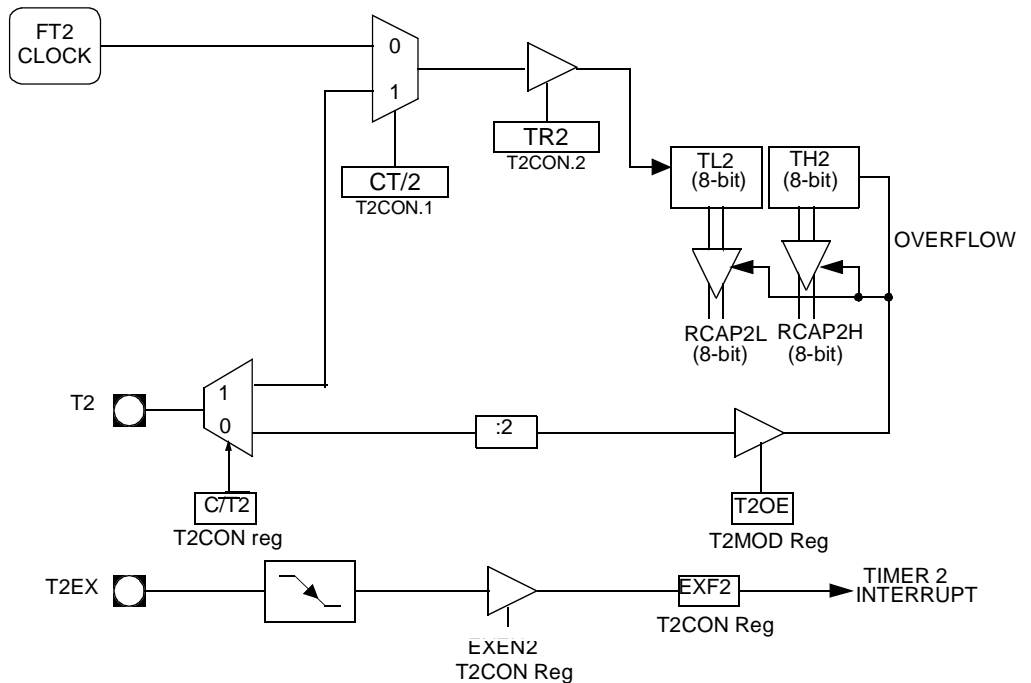 FT2
CLOCK
0
1
TR2
T2CON.2
CT/2
T2CON.1
TL2
(8-bit)
TH2
(8-bit)
OVERFLOW
RCAP2L
(8-bit)
RCAP2H
(8-bit)
T2
1
0
:2
C/T2
T2CON reg
T2OE
T2MOD Reg
T2EX
EXEN2
T2CON Reg
EXF2
T2CON Reg
TIMER 2
INTERRUPT